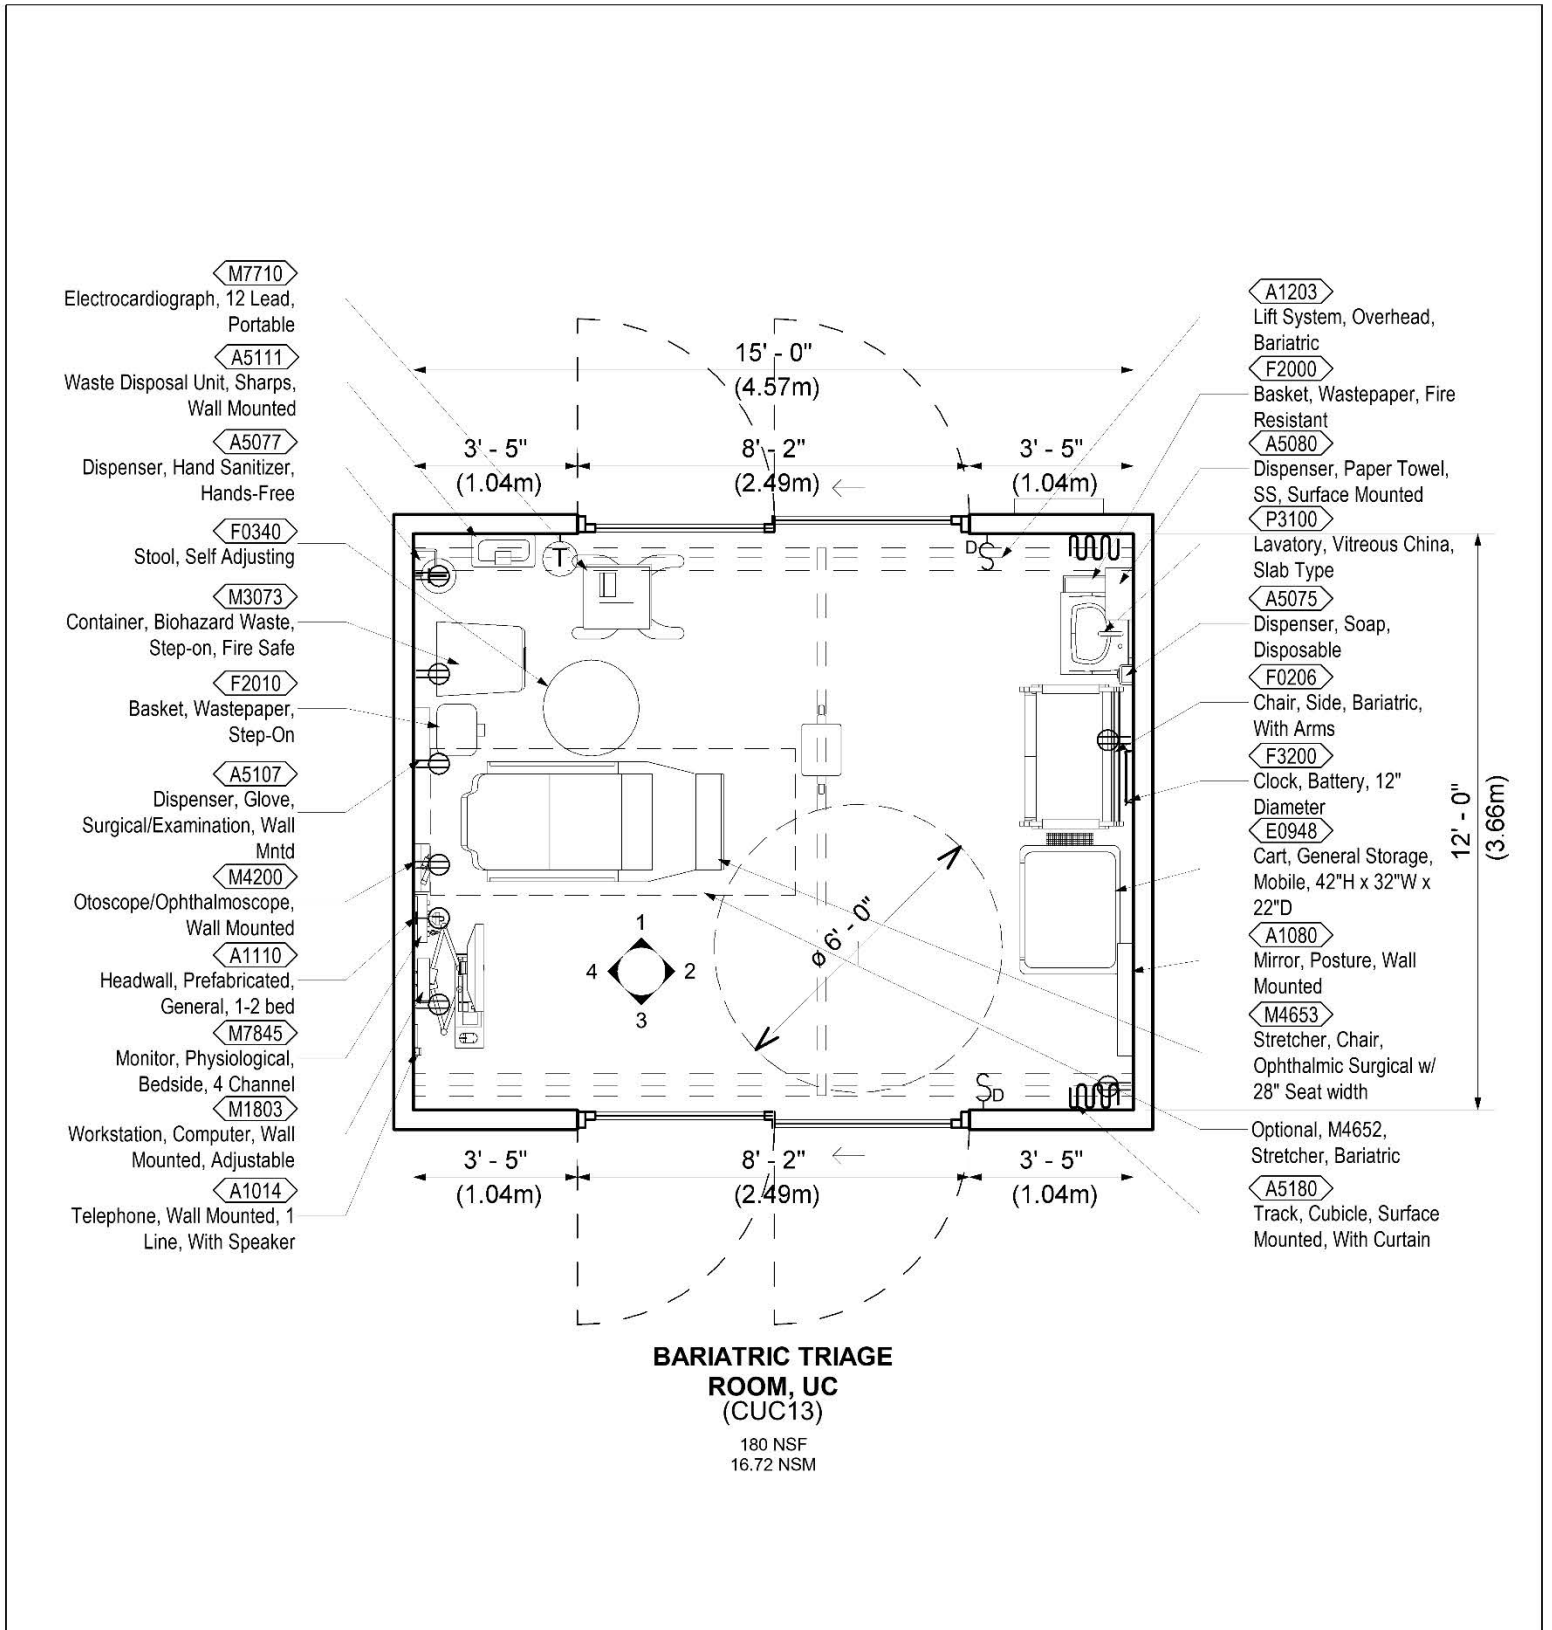 M7710
Electrocardiograph, 12 Lead,
Portable
A5111
Waste Disposal Unit, Sharps,
Wall Mounted
A5077
Dispenser, Hand Sanitizer,
Hands-Free
F0340
Stool, Self Adjusting
M3073
Container, Biohazard Waste,
Step-on, Fire Safe
F2010
Basket, Wastepaper,
Step-On
A5107
Dispenser, Glove,
Surgical/Examination, Wall
Mntd
M4200
Otoscope/Ophthalmoscope,
Wall Mounted
A1110
Headwall, Prefabricated,
General, 1-2 bed
M7845
Monitor, Physiological,
Bedside, 4 Channel
M1803
Workstation, Computer, Wall
Mounted, Adjustable
A1014
Telephone, Wall Mounted, 1
Line, With Speaker
15' - 0"
(4.57m)
3' - 5"
(1.04m)
8' - 2"
(2.49m)
3' - 5"
(1.04m)
T
D
S
ø 6' - 0"
1
4
2
3
S
D
3' - 5"
(1.04m)
8' - 2"
(2.49m)
3' - 5"
(1.04m)
A1203
Lift System, Overhead,
Bariatric
F2000
Basket, Wastepaper, Fire
Resistant
A5080
Dispenser, Paper Towel,
SS, Surface Mounted
P3100
Lavatory, Vitreous China,
Slab Type
A5075
Dispenser, Soap,
Disposable
F0206
Chair, Side, Bariatric,
With Arms
F3200
Clock, Battery, 12"
Diameter
E0948
Cart, General Storage,
Mobile, 42"H x 32"W x
22"D
A1080
Mirror, Posture, Wall
Mounted
M4653
Stretcher, Chair,
Ophthalmic Surgical w/
28" Seat width
Optional, M4652,
Stretcher, Bariatric
A5180
Track, Cubicle, Surface
Mounted, With Curtain
12' - 0"
(3.66m)
BARIATRIC TRIAGE
ROOM, UC
(CUC13)
180 NSF
16.72 NSM